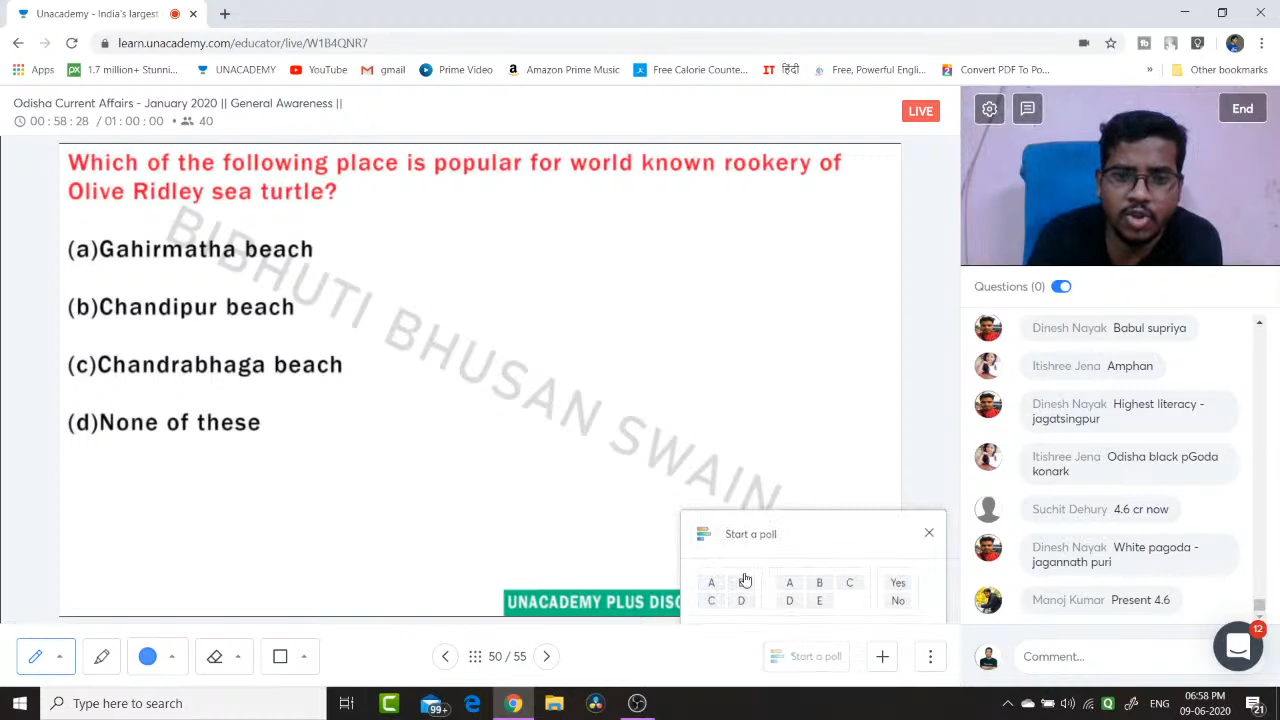 Unacademy - India's largest
learn.unacademy.com/educator/live/W1B4QNR7
Apps
px 1.7 million+ Stunni...
UNACADEMY
YouTube
gmail
Prime Video
Amazon Prime Music
Free Calorie Counte...
IT हिंदी
Free, Powerful Engli...
Convert PDF To Po...
»
Other bookmarks
Odisha Current Affairs - January 2020 || General Awareness ||
00 : 58 : 28 / 01 : 00 : 00 • 40
LIVE
End
Which of the following place is popular for world known rookery of
Olive Ridley sea turtle?
(a)Gahirmatha beach
(b)Chandipur beach
(c)Chandrabhaga beach
(d)None of these
BIBHUTI BHUSAN SWAIN
UNACADEMY PLUS DISC
Start a poll
A
C D
A B C
D E
Yes
No
Questions (0)
Dinesh Nayak Babul supriya
Itishree Jena Amphan
Dinesh Nayak Highest literacy -
jagatsingpur
Itishree Jena Odisha black pGoda
konark
Suchit Dehury 4.6 cr now
Dinesh Nayak White pagoda -
jagannath puri
Manoj Kumar Present 4.6
50 / 55
Start a poll
Comment...
12
Type here to search
99+
06:58 PM
09-06-2020
21